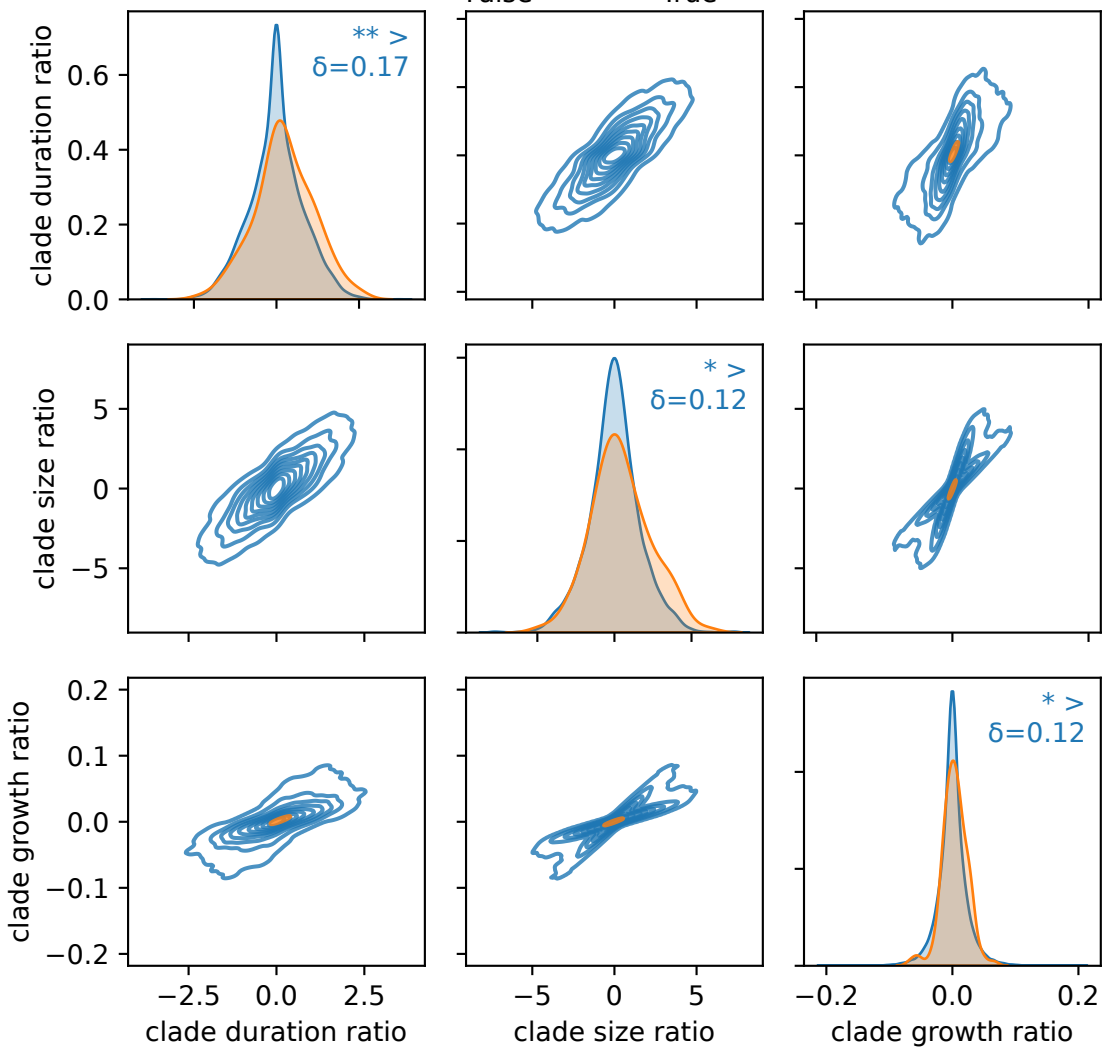 True
clade duration ratio
0.6
0.4
0.2
0.0
** >
δ=0.17
clade size ratio
5
0
−5
* >
δ=0.12
clade growth ratio
0.2
0.1
0.0
−0.1
−0.2
* >
δ=0.12
−2.5 0.0 2.5
−5 0 5
−0.2 0.0 0.2
clade duration ratio
clade size ratio
clade growth ratio